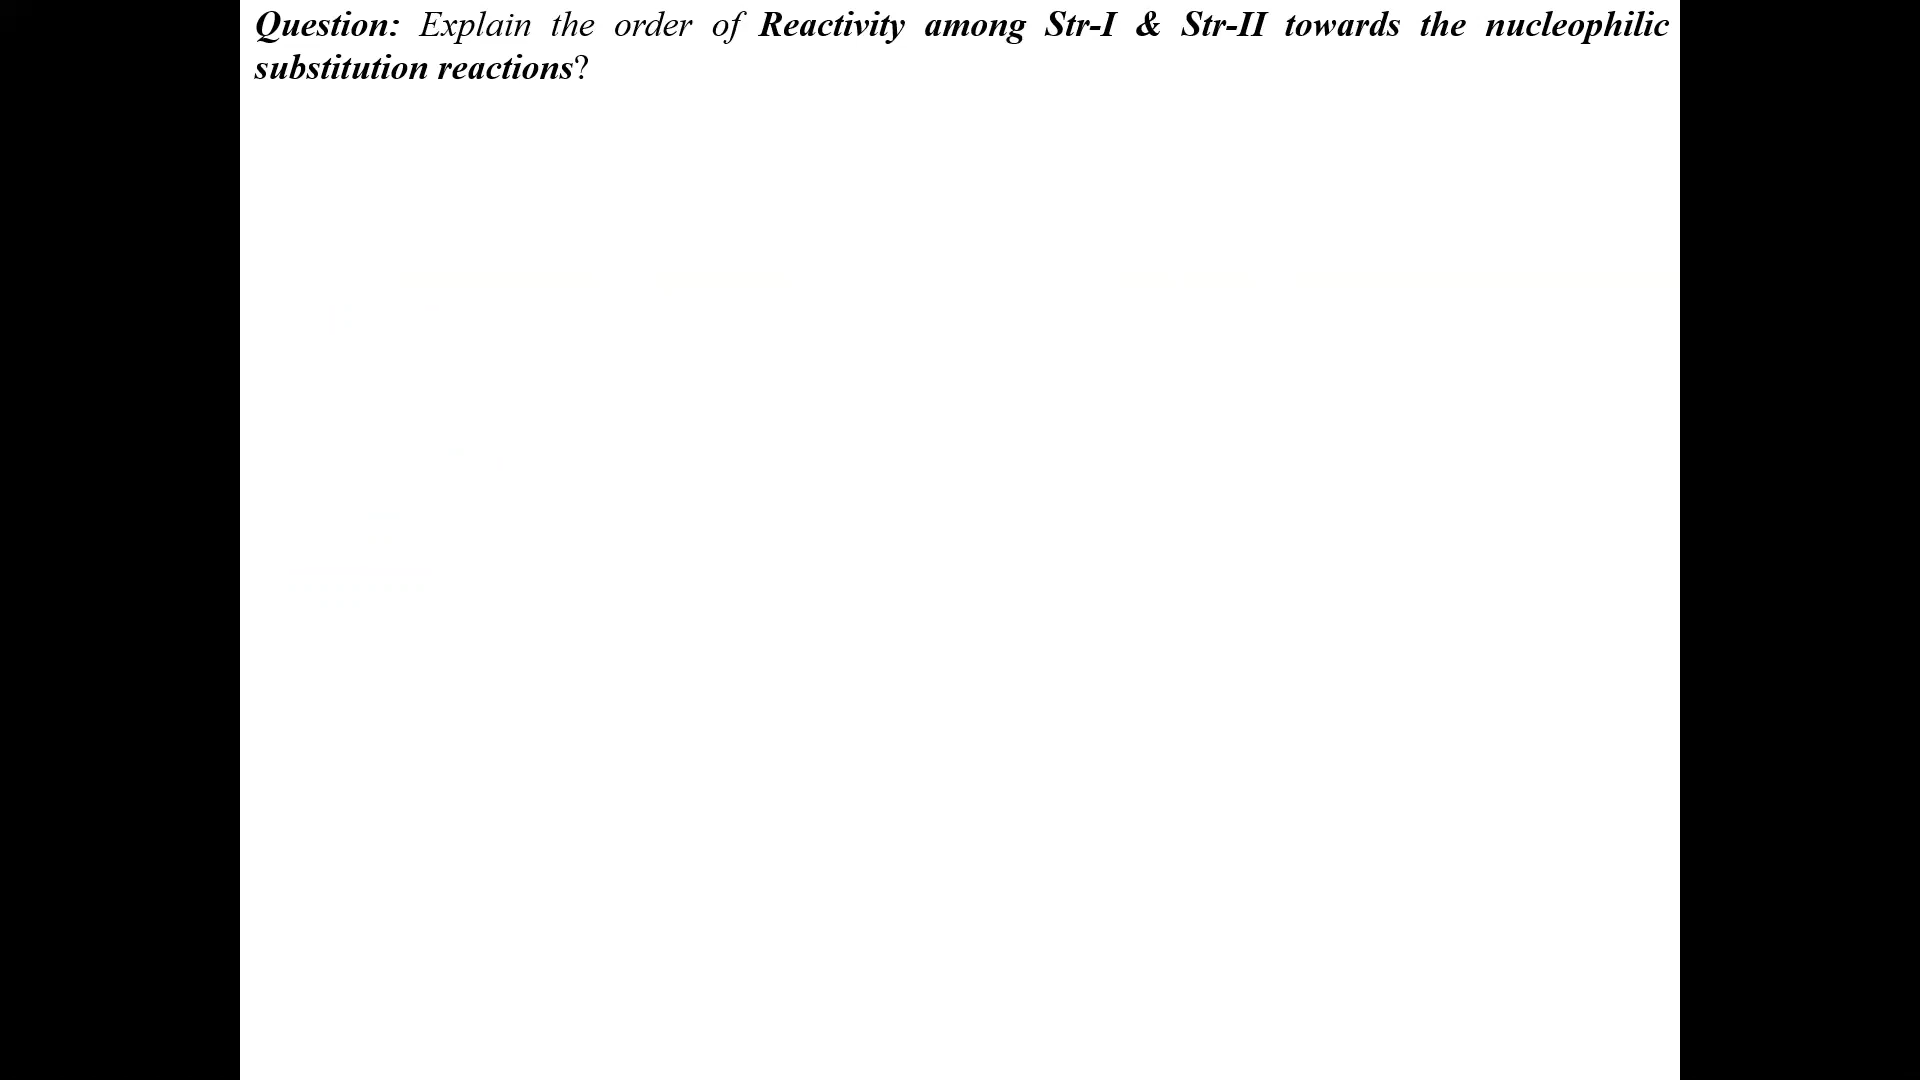 Question: Explain the order of Reactivity among Str-I & Str-II towards the nucleophilic
substitution reactions?